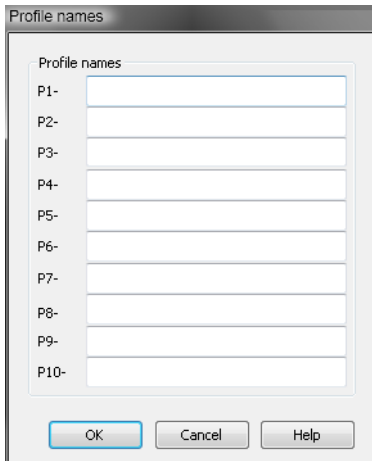 Profile names
Profile names
P1-
P2-
P3-
P4-
P5-
P6-
P7-
P8-
P9-
P10-
OK Cancel Help